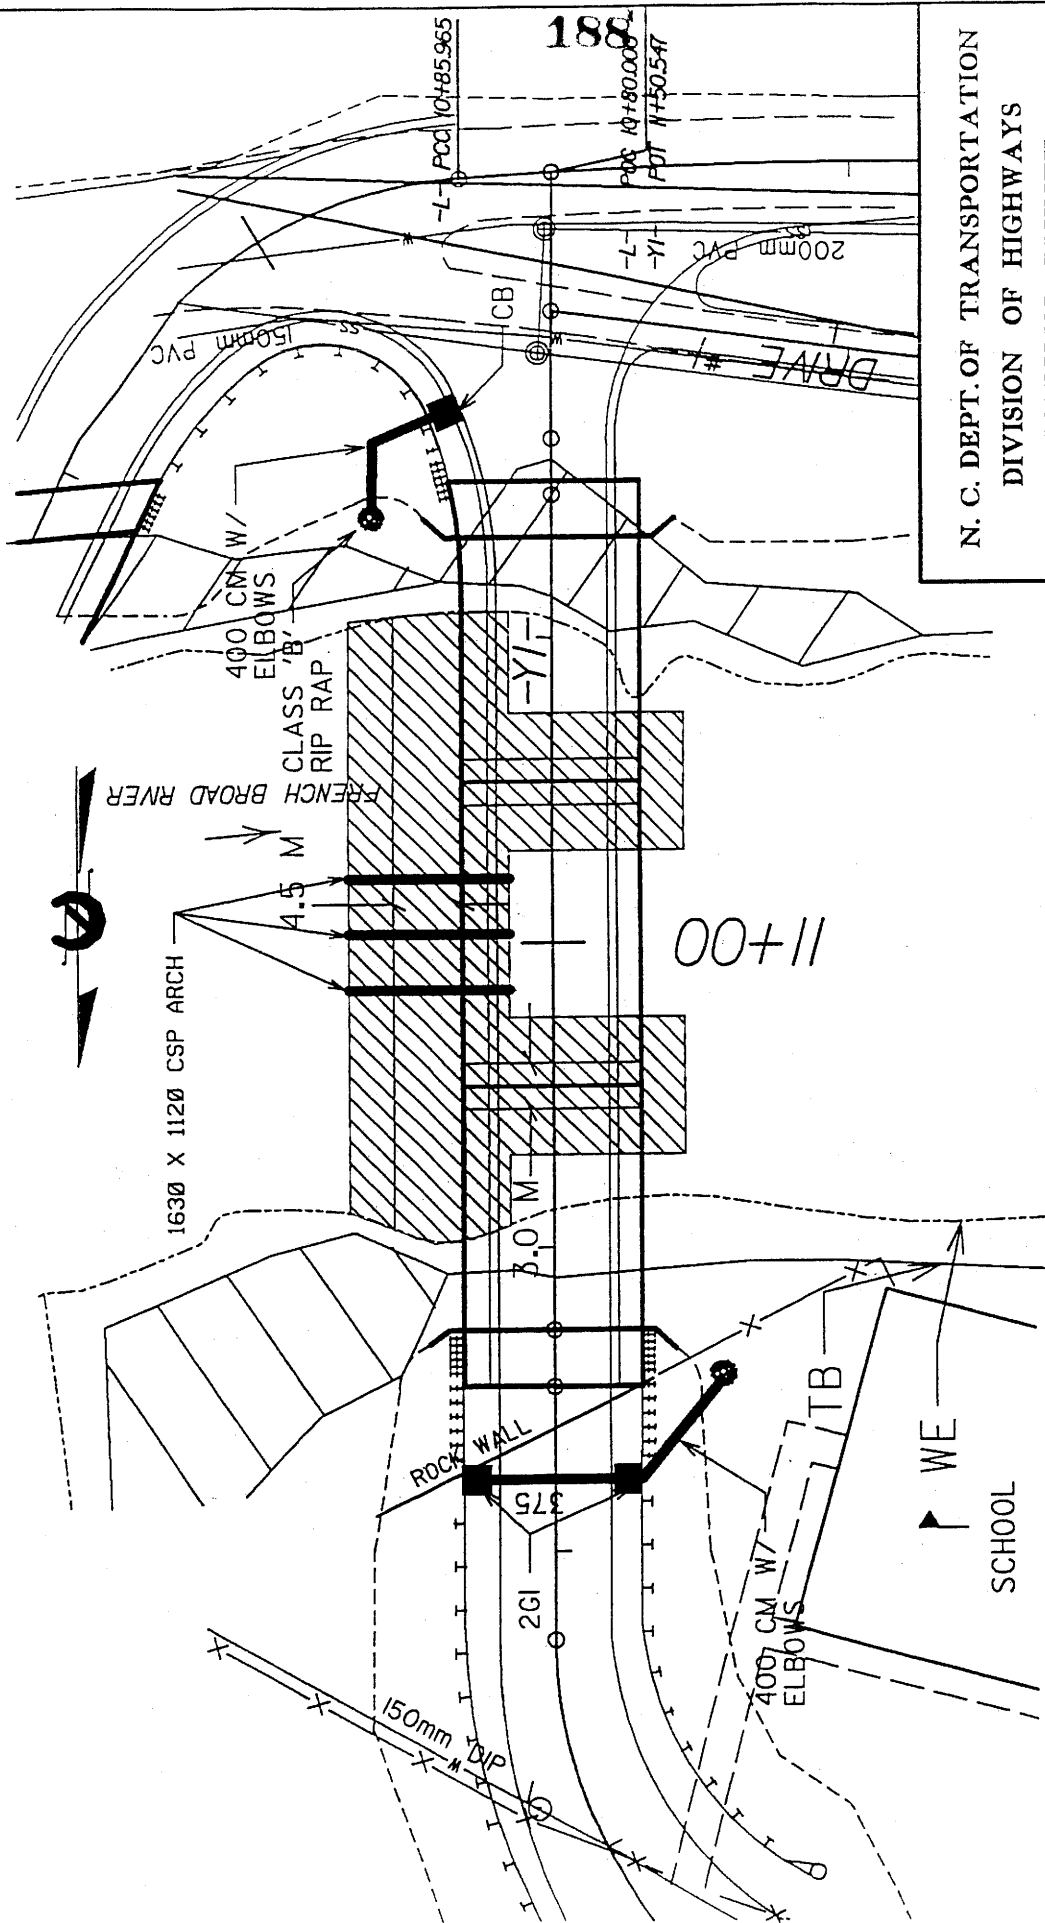 188
-L- PCC 10+85.965
POC 10+80.000
POT 11+50.547
-L-
-Y1-
200mm PVC
150mm PVC
SS
SS
W
W
CB
DRIVE #1
N. C. DEPT. OF TRANSPORTATION
DIVISION OF HIGHWAYS
400 CM W/
ELBOWS
CLASS 'B'
RIP RAP
FRENCH BROAD RIVER
-Y1-
4.5 M
1630 X 1120 CSP ARCH
11+00
3.0 M
ROCK WALL
375
2GI
TB
WE
SCHOOL
400 CM W/
ELBOWS
150mm DIP
W